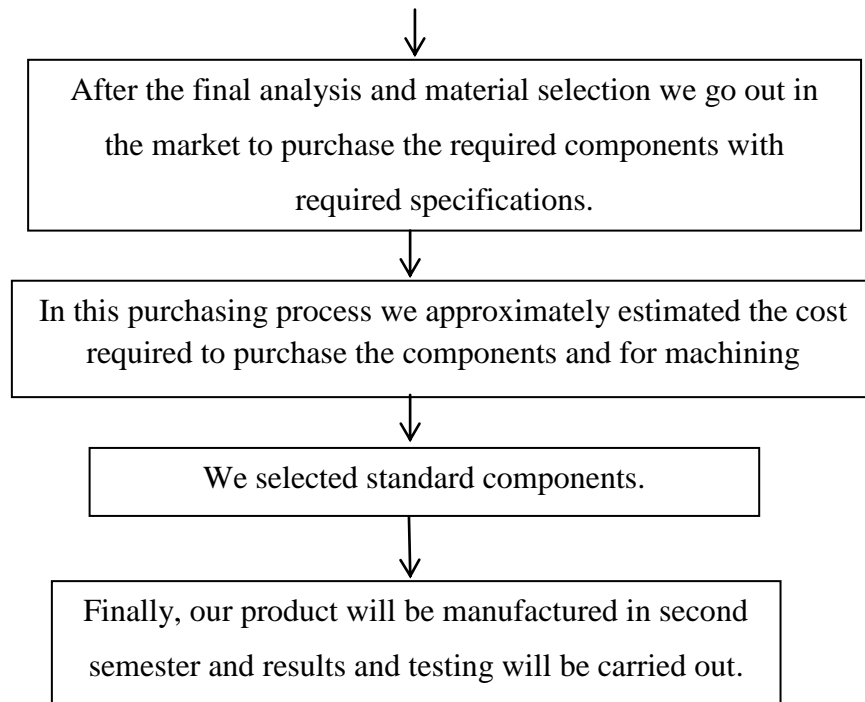 After the final analysis and material selection we go out in
the market to purchase the required components with
required specifications.
In this purchasing process we approximately estimated the cost
required to purchase the components and for machining
We selected standard components.
Finally, our product will be manufactured in second
semester and results and testing will be carried out.